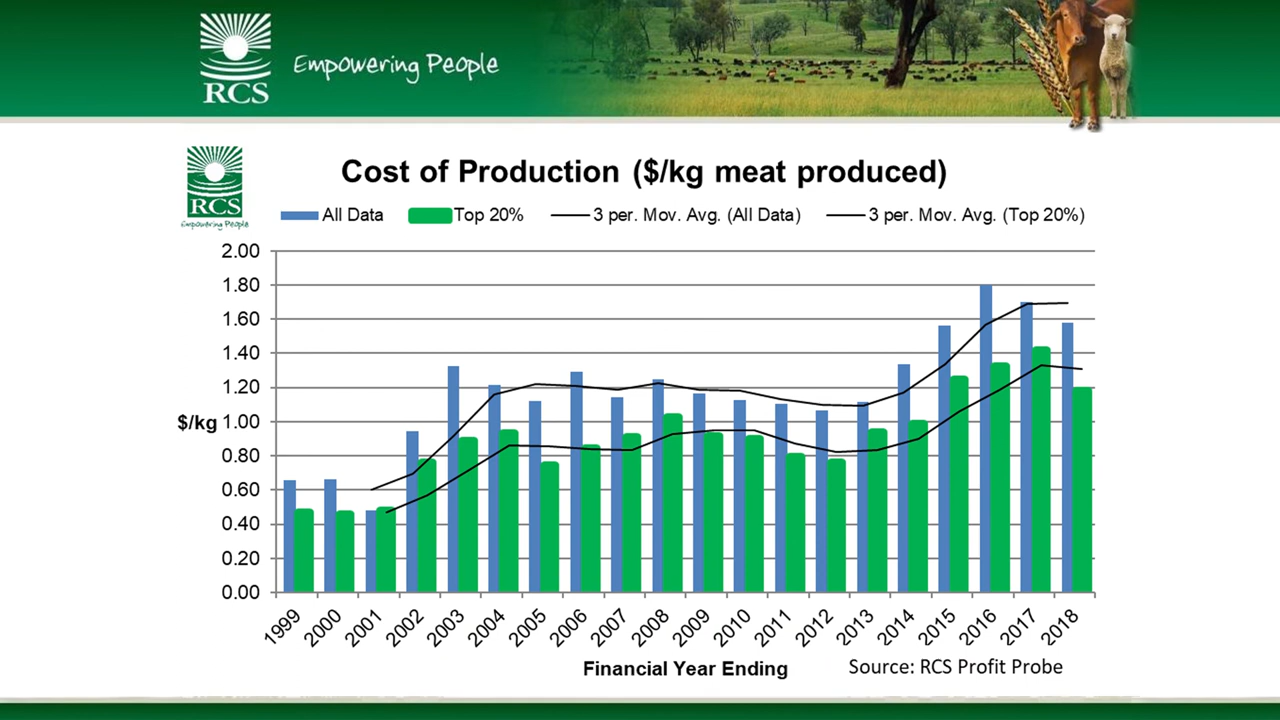 RCS
Empowering People
RCS
Empowering People
Cost of Production ($/kg meat produced)
All Data Top 20% 3 per. Mov. Avg. (All Data) 3 per. Mov. Avg. (Top 20%)
2.00
1.80
1.60
1.40
1.20
$/kg 1.00
0.80
0.60
0.40
0.20
0.00
1999 2000 2001 2002 2003 2004 2005 2006 2007 2008 2009 2010 2011 2012 2013 2014 2015 2016 2017 2018
Financial Year Ending Source: RCS Profit Probe